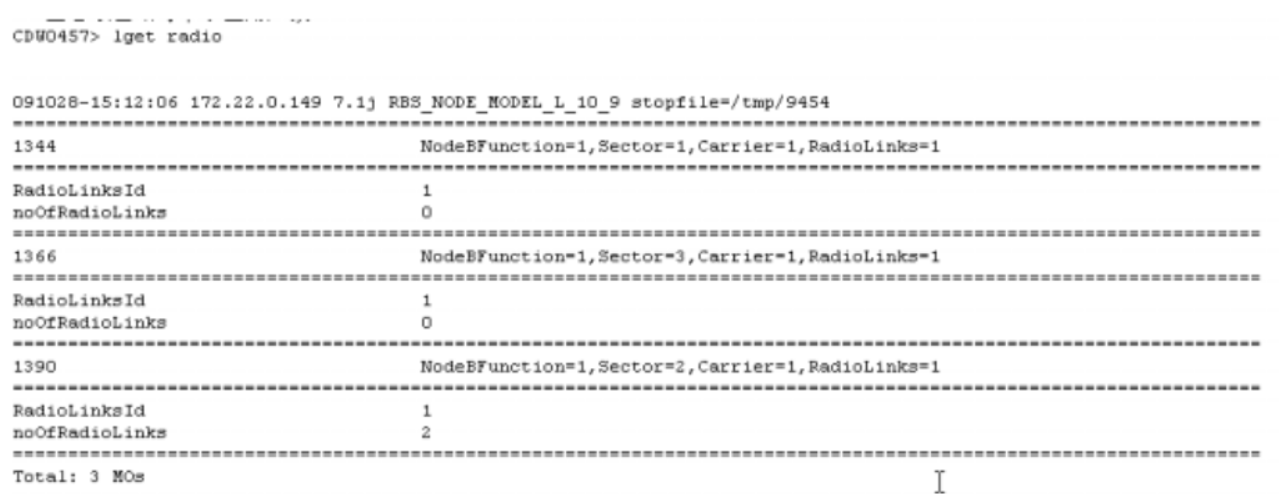 CDW0457> lget radio
091028-15:12:06 172.22.0.149 7.1j RBS_NODE_MODEL_L_10_9 stopfile=/tmp/9454
====================================================================================================
1344 NodeBFunction=1,Sector=1,Carrier=1,RadioLinks=1
====================================================================================================
RadioLinksId 1
noOfRadioLinks 0
====================================================================================================
1366 NodeBFunction=1,Sector=3,Carrier=1,RadioLinks=1
====================================================================================================
RadioLinksId 1
noOfRadioLinks 0
====================================================================================================
1390 NodeBFunction=1,Sector=2,Carrier=1,RadioLinks=1
====================================================================================================
RadioLinksId 1
noOfRadioLinks 2
====================================================================================================
Total: 3 MOs